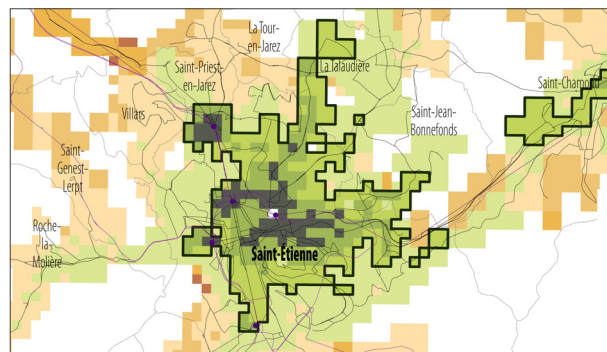 La Tour-
en-Jarez
Saint-Priest-
en-Jarez
La Talaudière
Saint-Chamond
Villars
Saint-Jean-
Bonnefonds
Saint-
Genest-
Lerpt
Roche-
la-
Molière
Saint-Étienne